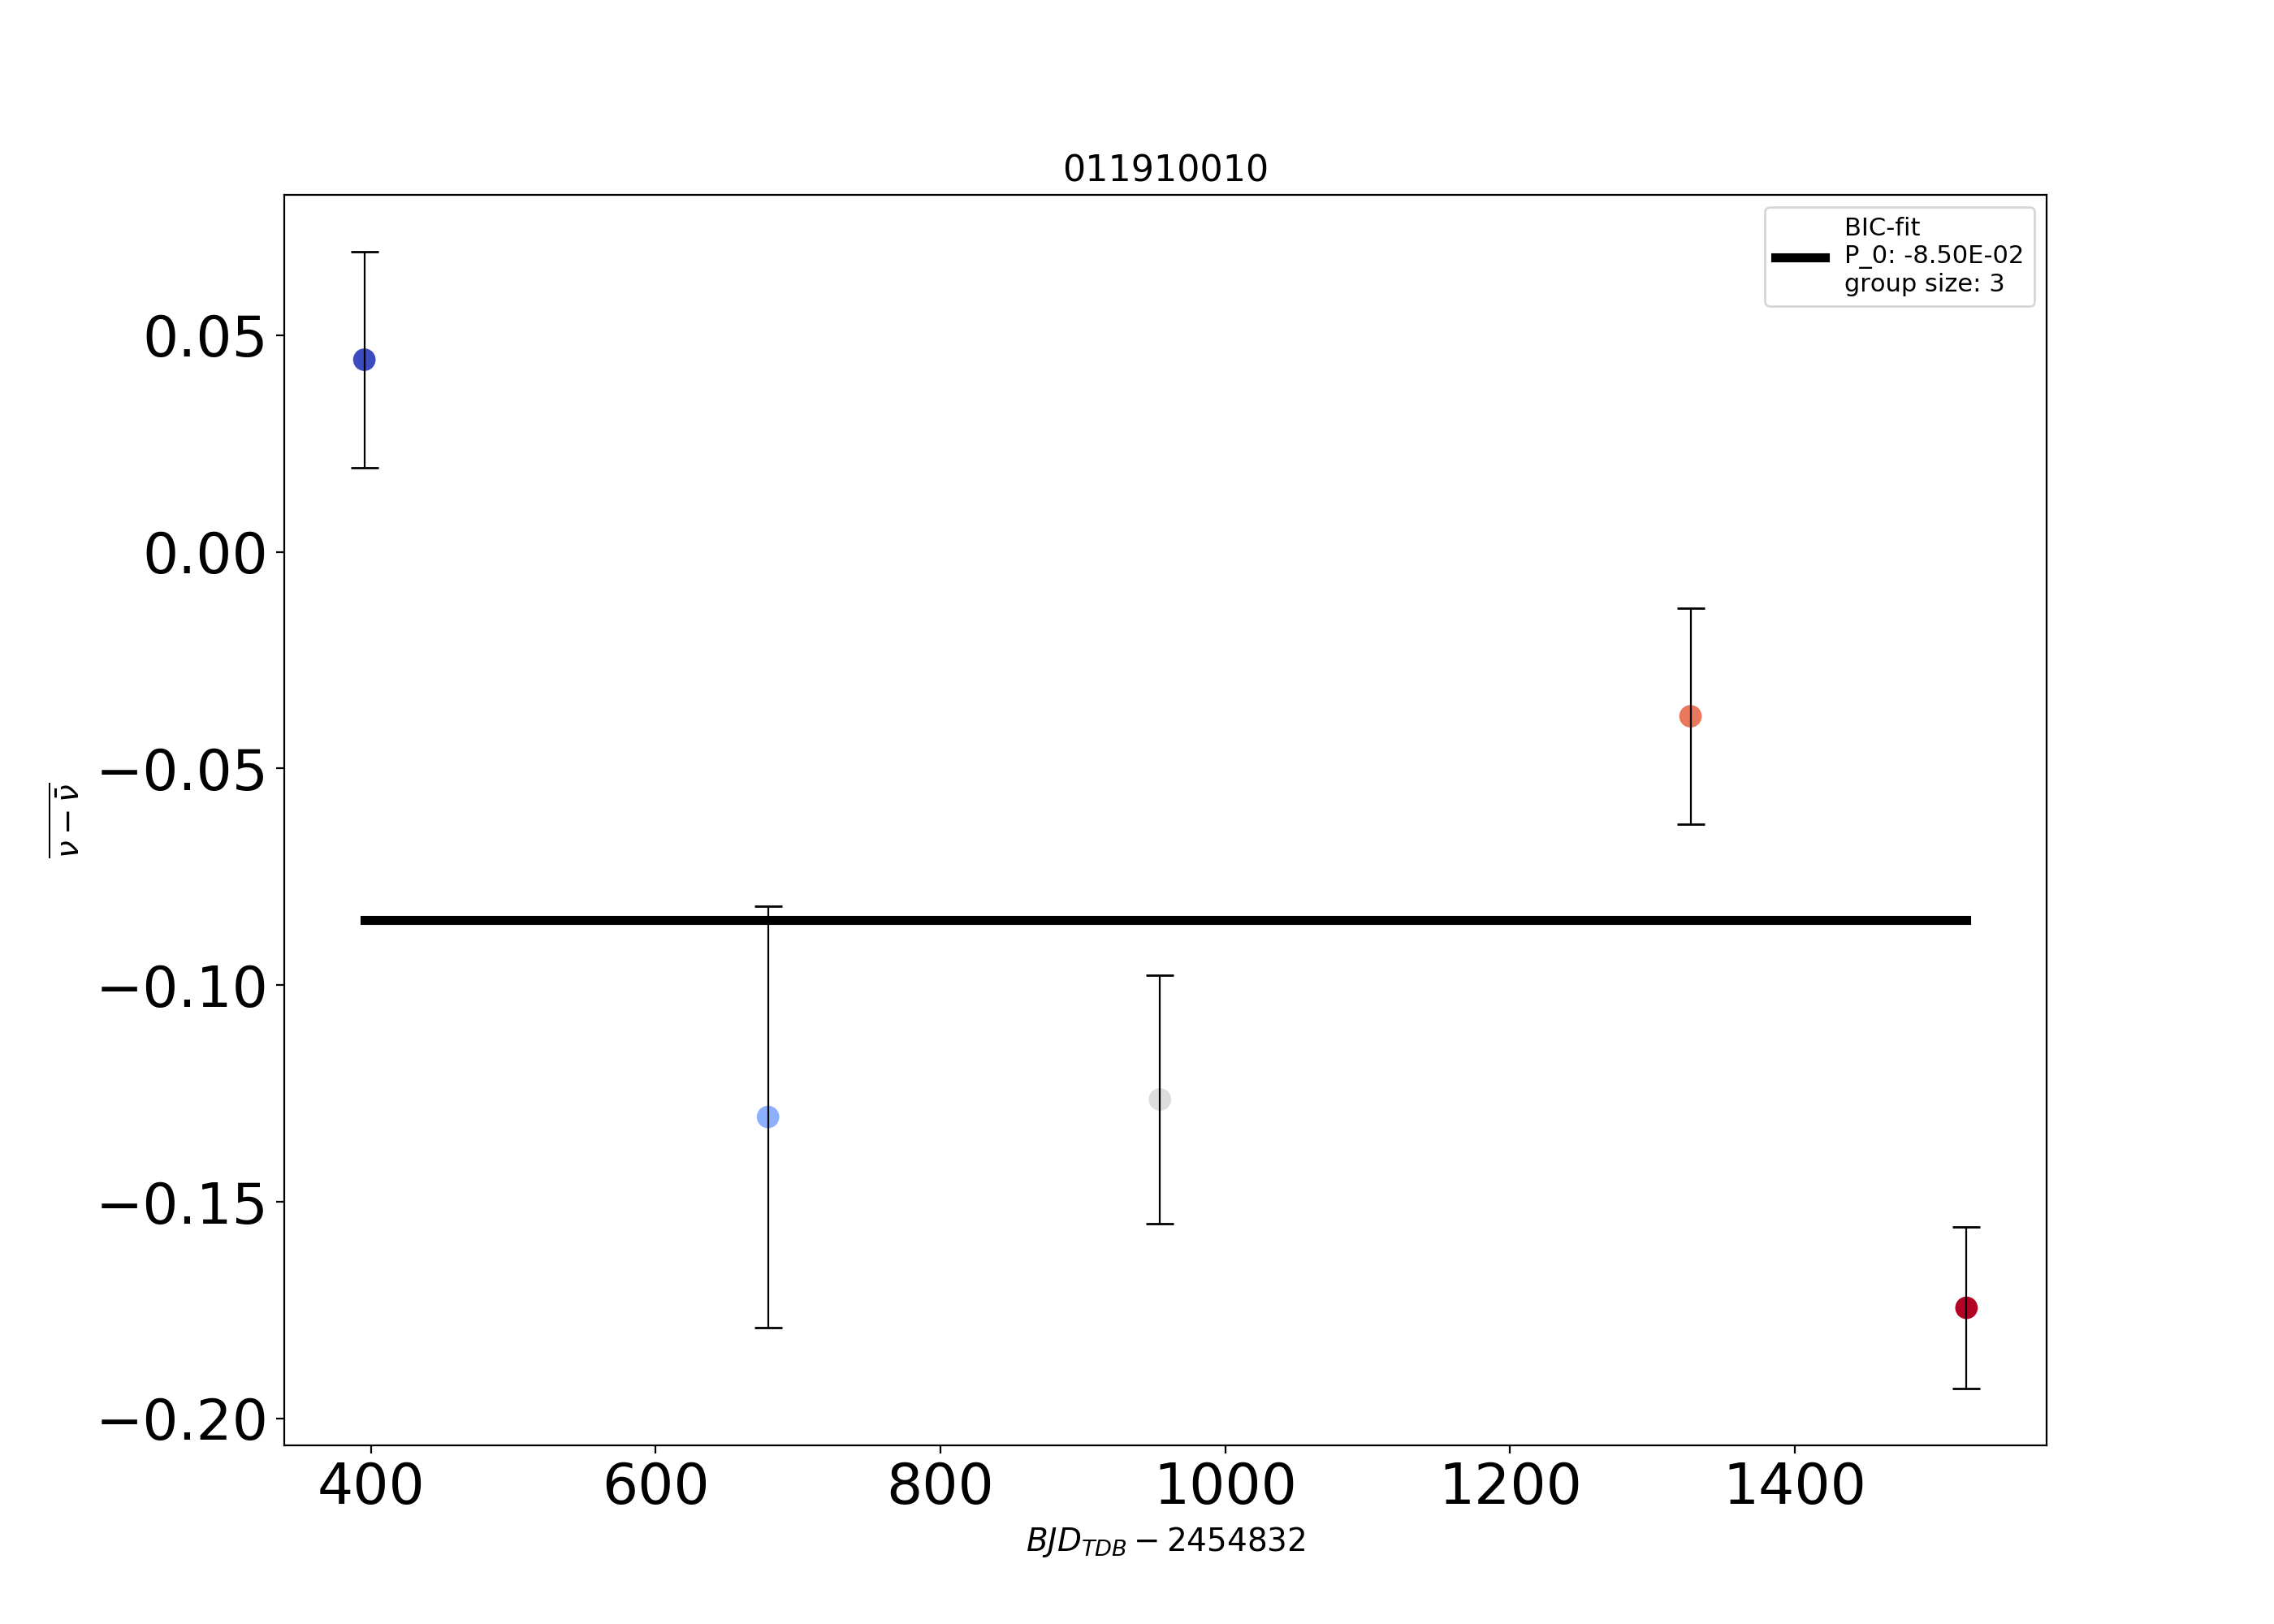 011910010
BIC-fit
P_0: -8.50E-02
group size: 3
0.05
0.00
−0.05
−0.10
−0.15
−0.20
ν − ν̄
400 600 800 1000 1200 1400
BJD_TDB − 2454832